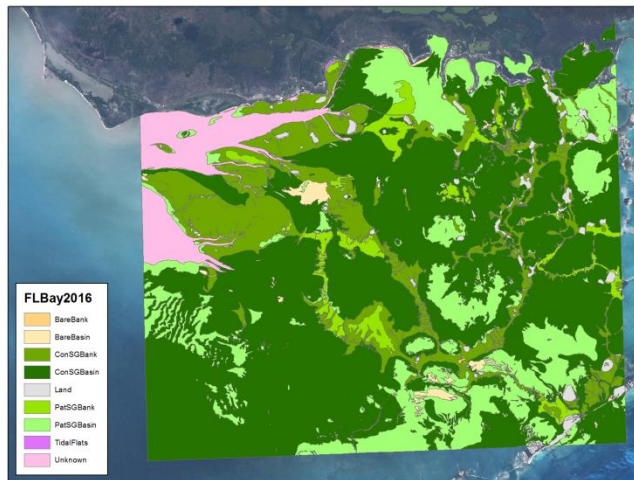 FLBay2016
BareBank
BareBasin
ConSGBank
ConSGBasin
Land
PatSGBank
PatSGBasin
TidalFlats
Unknown